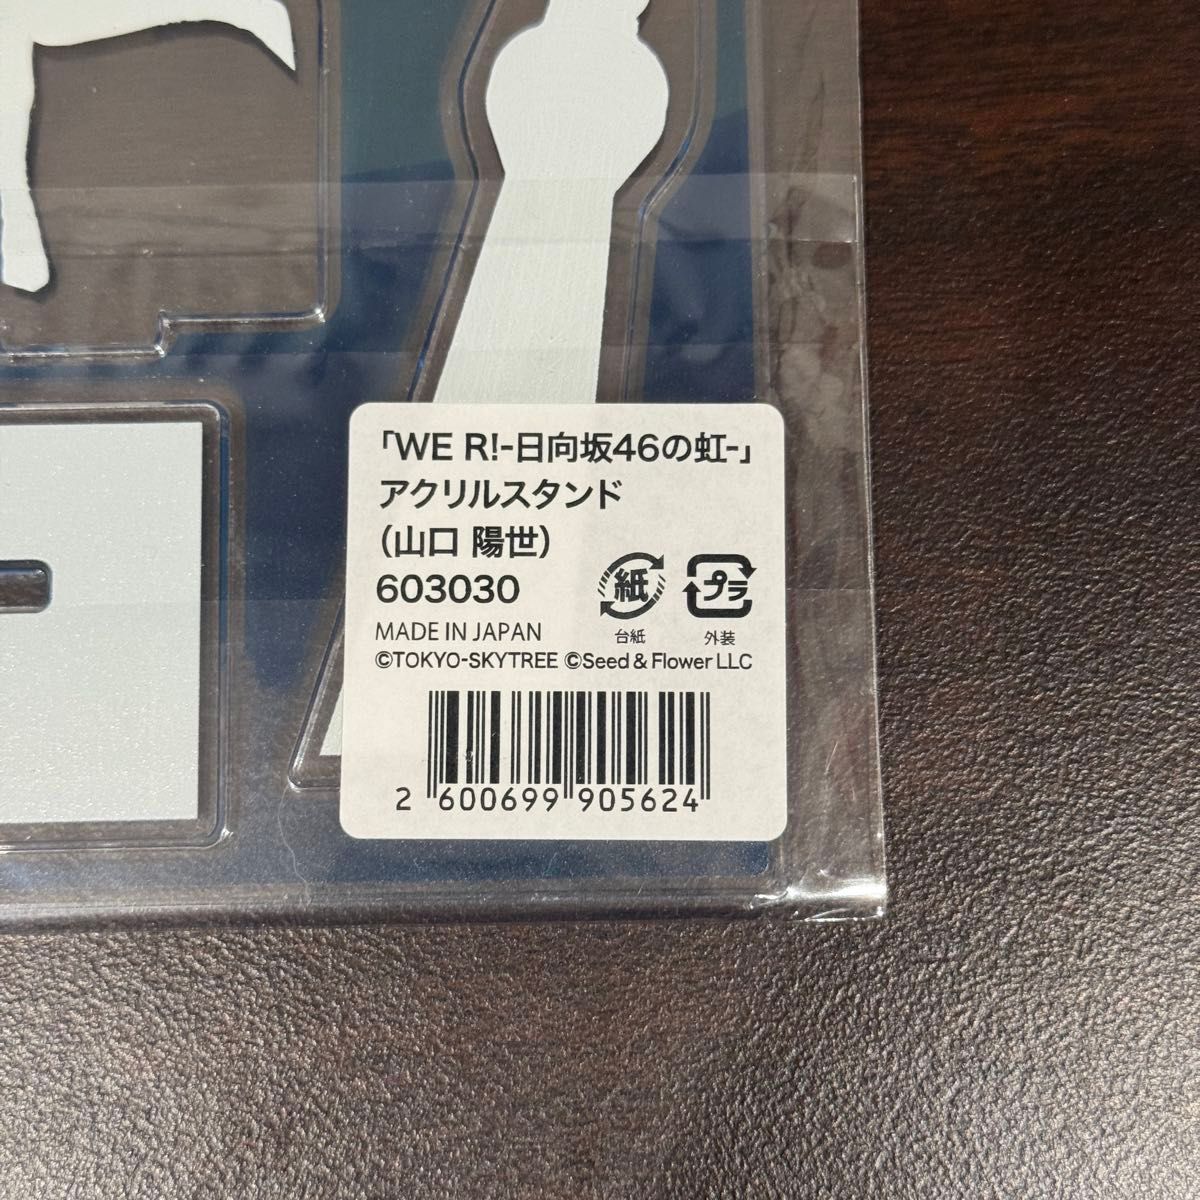 「WE R!-日向坂46の虹-」
アクリルスタンド
（山口 陽世）
603030
紙 プラ
台紙 外装
MADE IN JAPAN
©TOKYO-SKYTREE ©Seed & Flower LLC
2 600699 905624